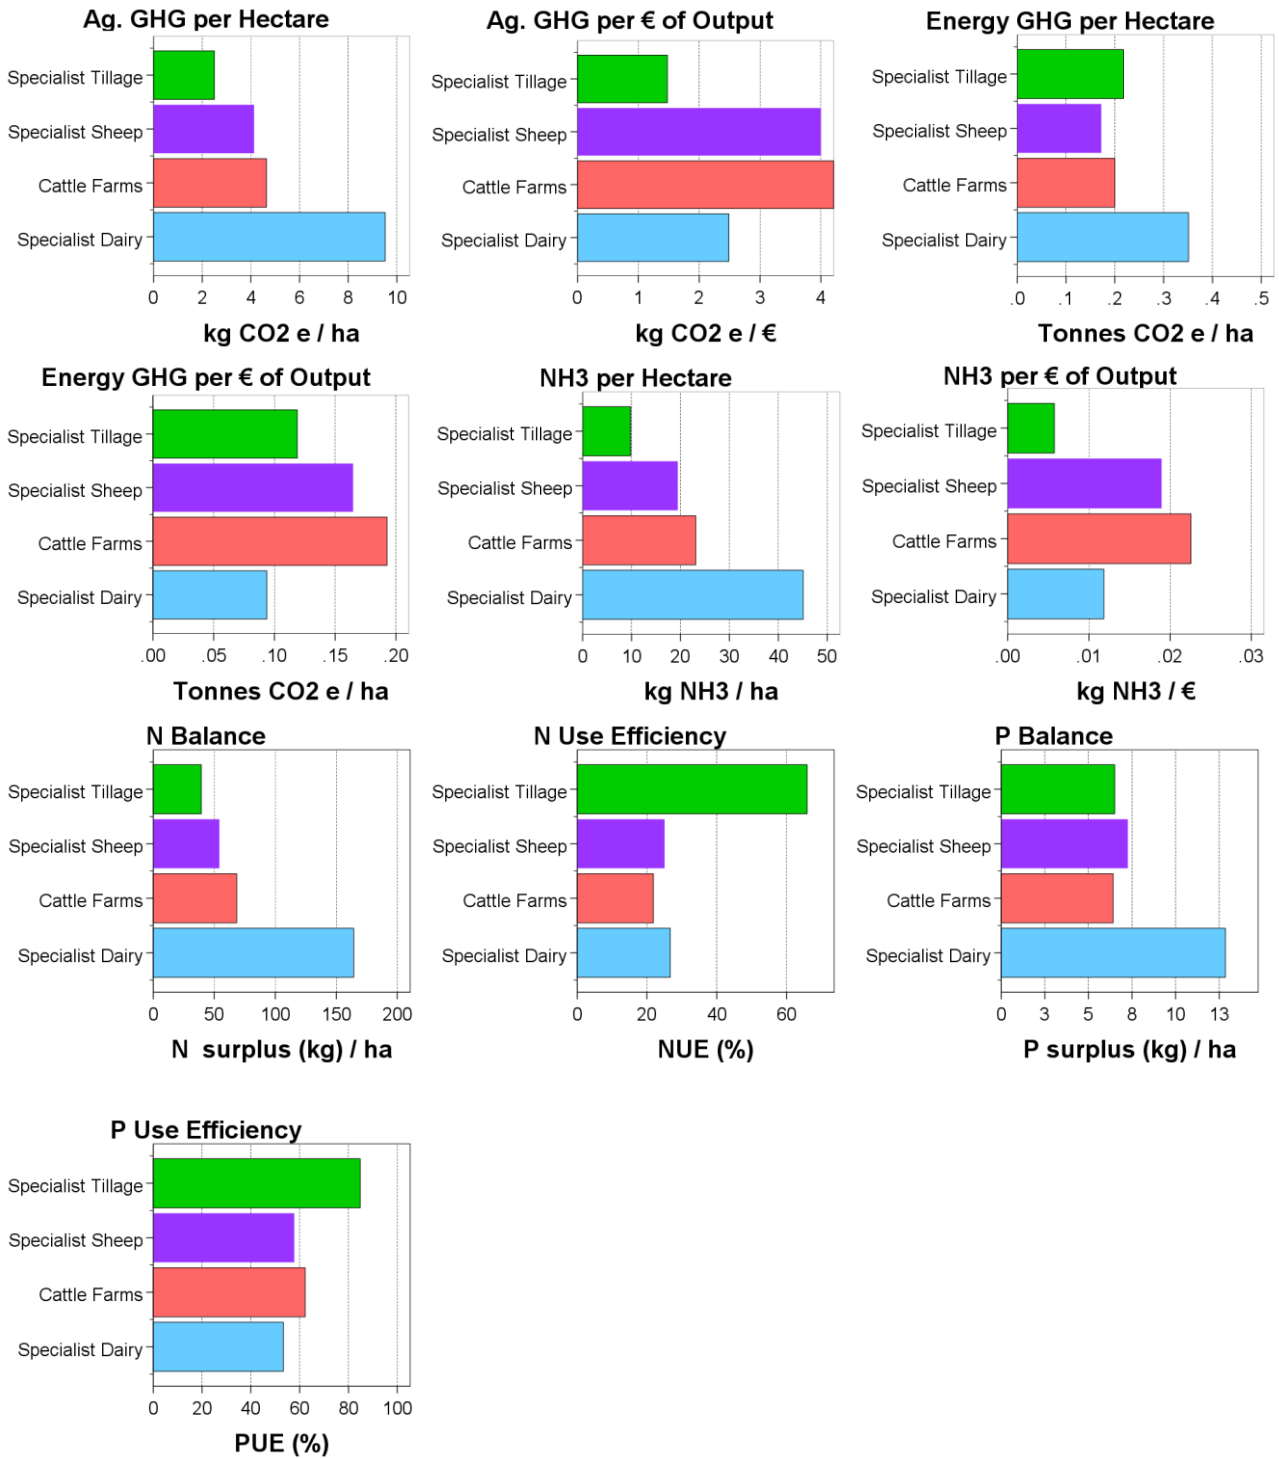 Ag. GHG per Hectare
Specialist Tillage
Specialist Sheep
Cattle Farms
Specialist Dairy
0 2 4 6 8 10
kg CO2 e / ha
Ag. GHG per € of Output
Specialist Tillage
Specialist Sheep
Cattle Farms
Specialist Dairy
0 1 2 3 4
kg CO2 e / €
Energy GHG per Hectare
Specialist Tillage
Specialist Sheep
Cattle Farms
Specialist Dairy
.0 .1 .2 .3 .4 .5
Tonnes CO2 e / ha
Energy GHG per € of Output
Specialist Tillage
Specialist Sheep
Cattle Farms
Specialist Dairy
.00 .05 .10 .15 .20
Tonnes CO2 e / ha
NH3 per Hectare
Specialist Tillage
Specialist Sheep
Cattle Farms
Specialist Dairy
0 10 20 30 40 50
kg NH3 / ha
NH3 per € of Output
Specialist Tillage
Specialist Sheep
Cattle Farms
Specialist Dairy
.00 .01 .02 .03
kg NH3 / €
N Balance
Specialist Tillage
Specialist Sheep
Cattle Farms
Specialist Dairy
0 50 100 150 200
N surplus (kg) / ha
N Use Efficiency
Specialist Tillage
Specialist Sheep
Cattle Farms
Specialist Dairy
0 20 40 60
NUE (%)
P Balance
Specialist Tillage
Specialist Sheep
Cattle Farms
Specialist Dairy
0 3 5 8 10 13
P surplus (kg) / ha
P Use Efficiency
Specialist Tillage
Specialist Sheep
Cattle Farms
Specialist Dairy
0 20 40 60 80 100
PUE (%)